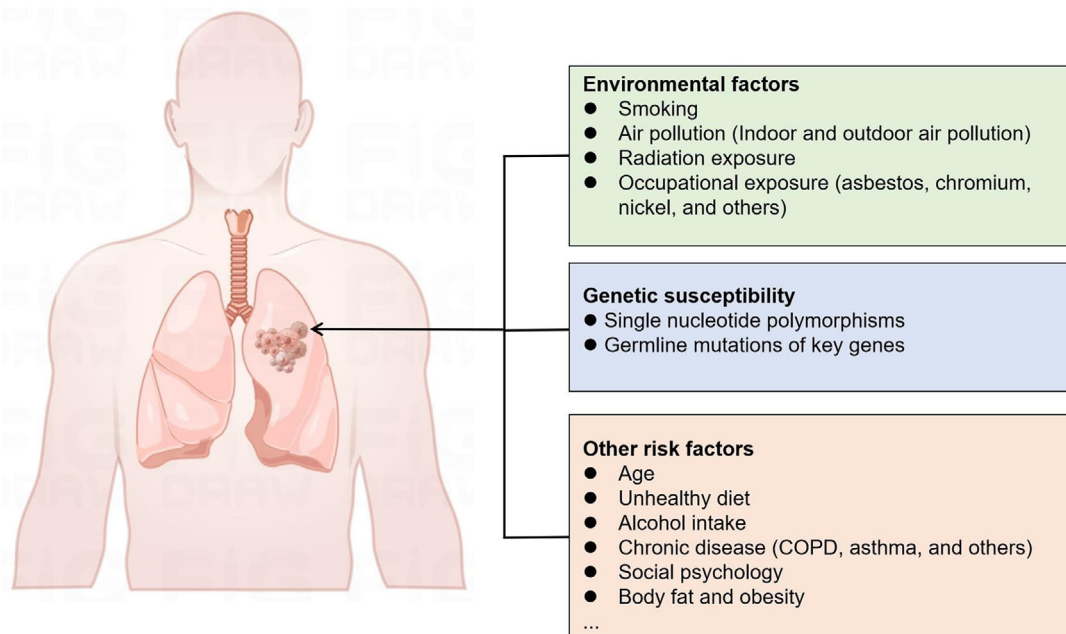 Environmental factors
● Smoking
● Air pollution (Indoor and outdoor air pollution)
● Radiation exposure
● Occupational exposure (asbestos, chromium,
nickel, and others)
Genetic susceptibility
● Single nucleotide polymorphisms
● Germline mutations of key genes
Other risk factors
● Age
● Unhealthy diet
● Alcohol intake
● Chronic disease (COPD, asthma, and others)
● Social psychology
● Body fat and obesity
...
FIG
DRAW